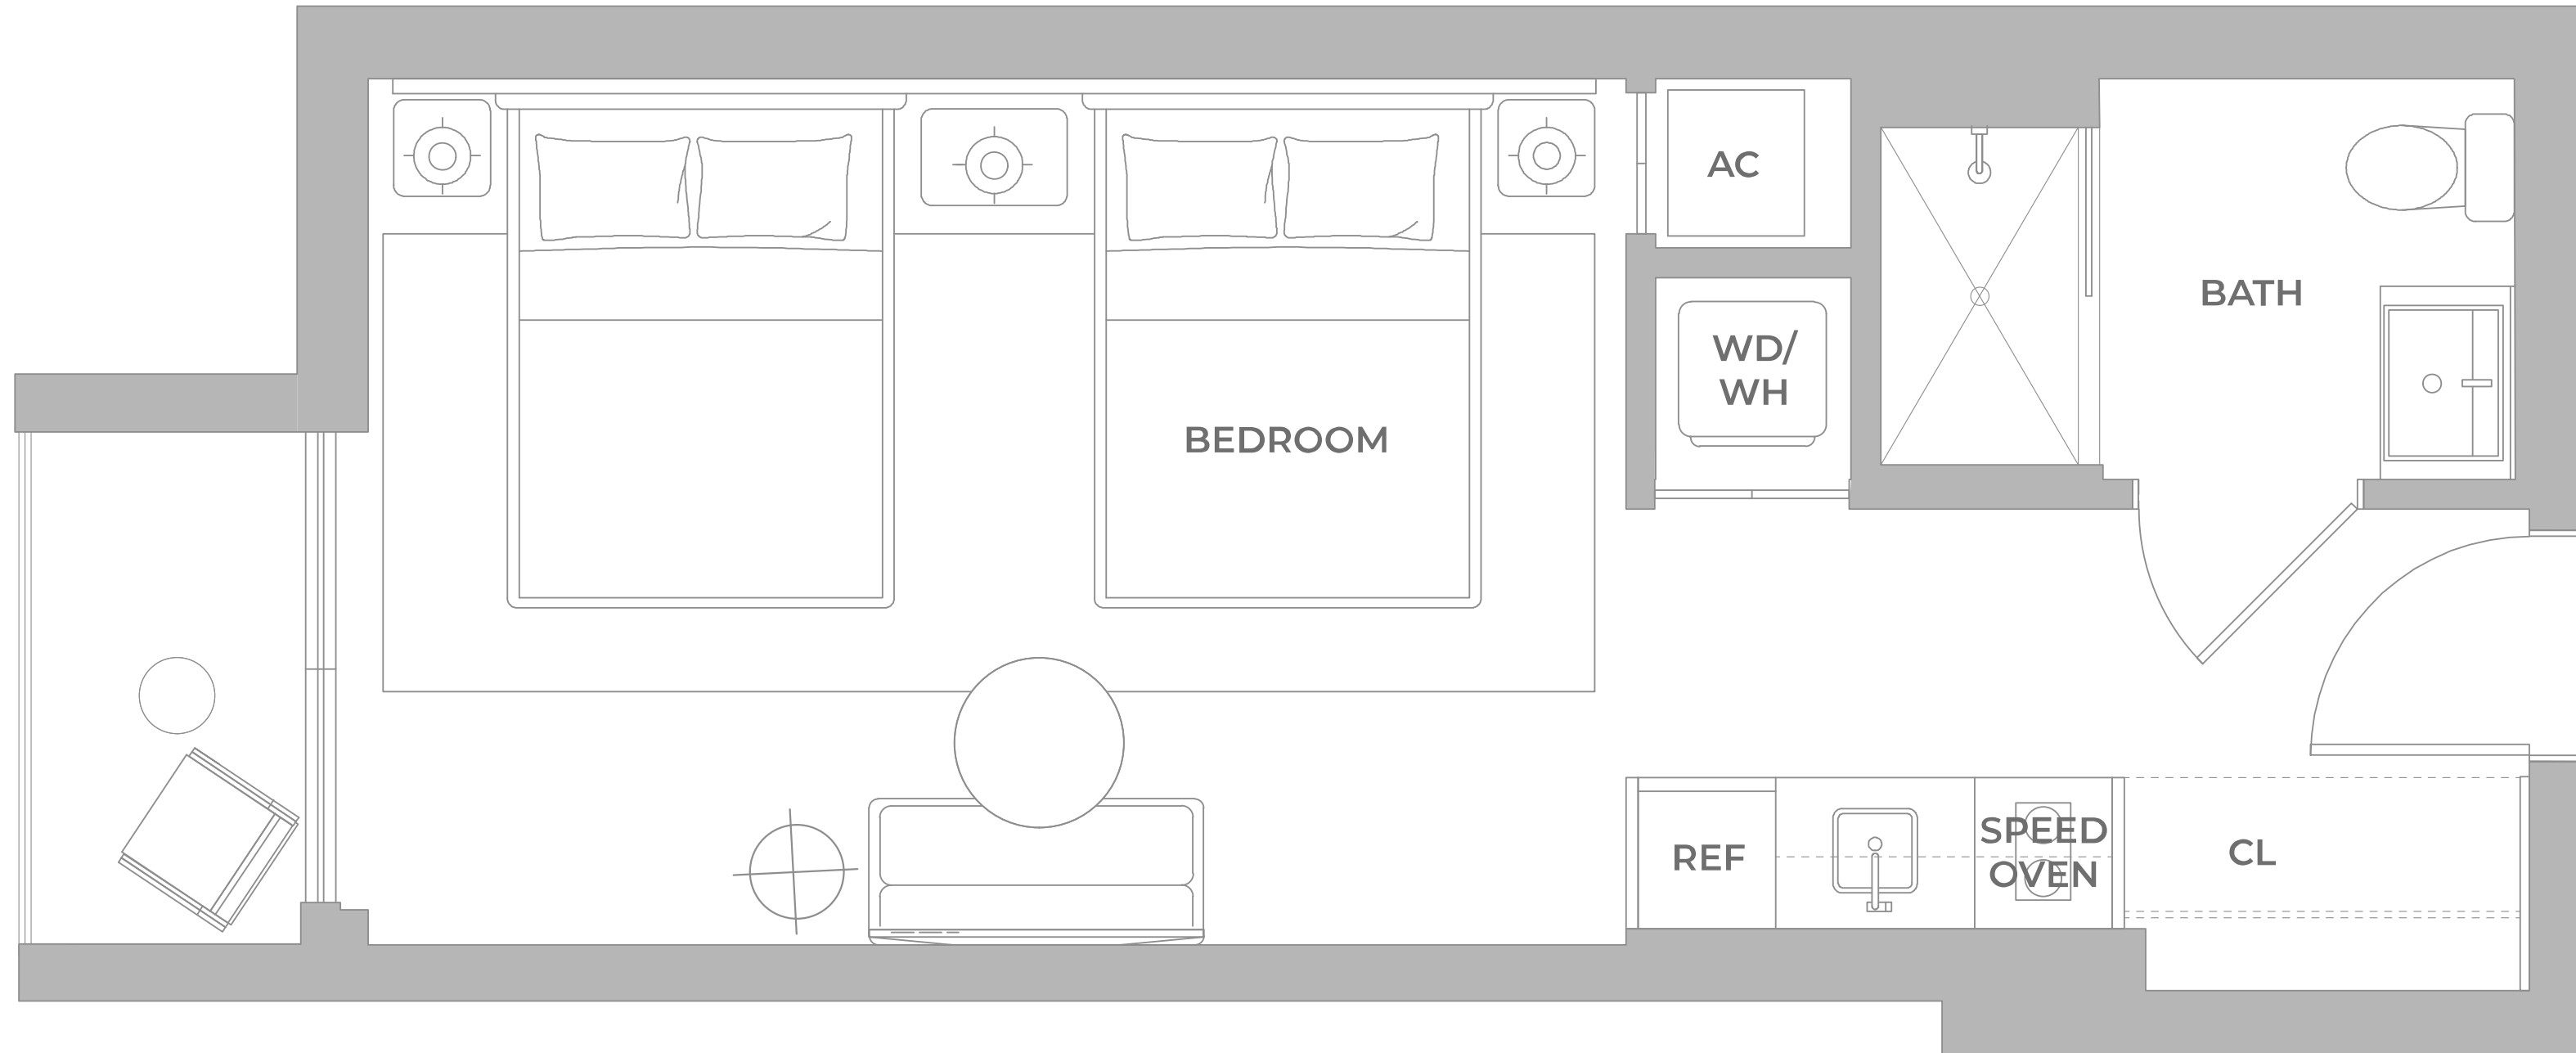 AC
BATH
WD/
WH
BEDROOM
REF
SPEED
OVEN
CL